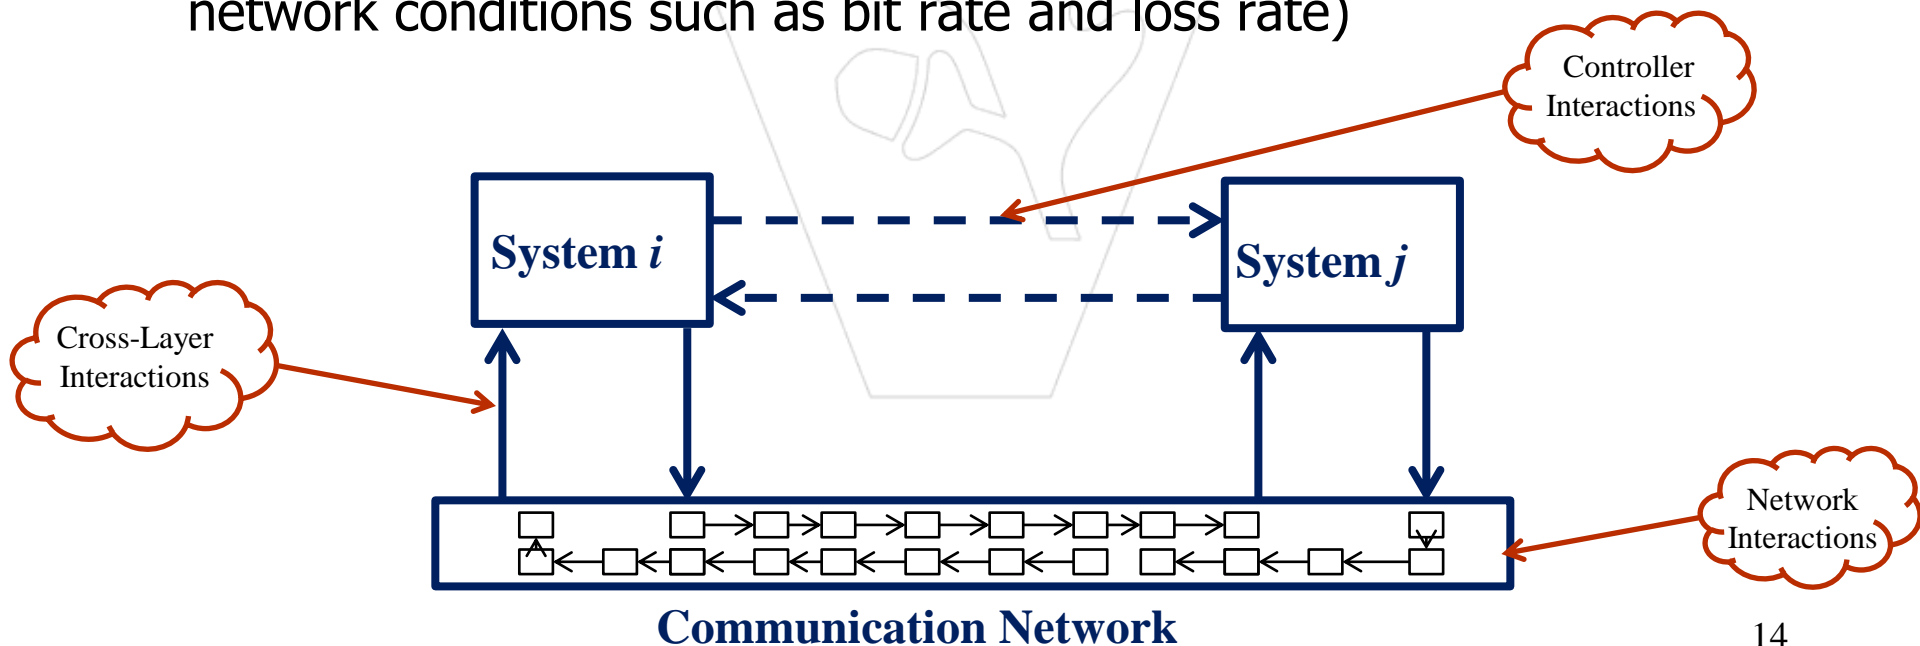 network conditions such as bit rate and loss rate)
Controller
Interactions
System i
System j
Cross-Layer
Interactions
Network
Interactions
Communication Network
14